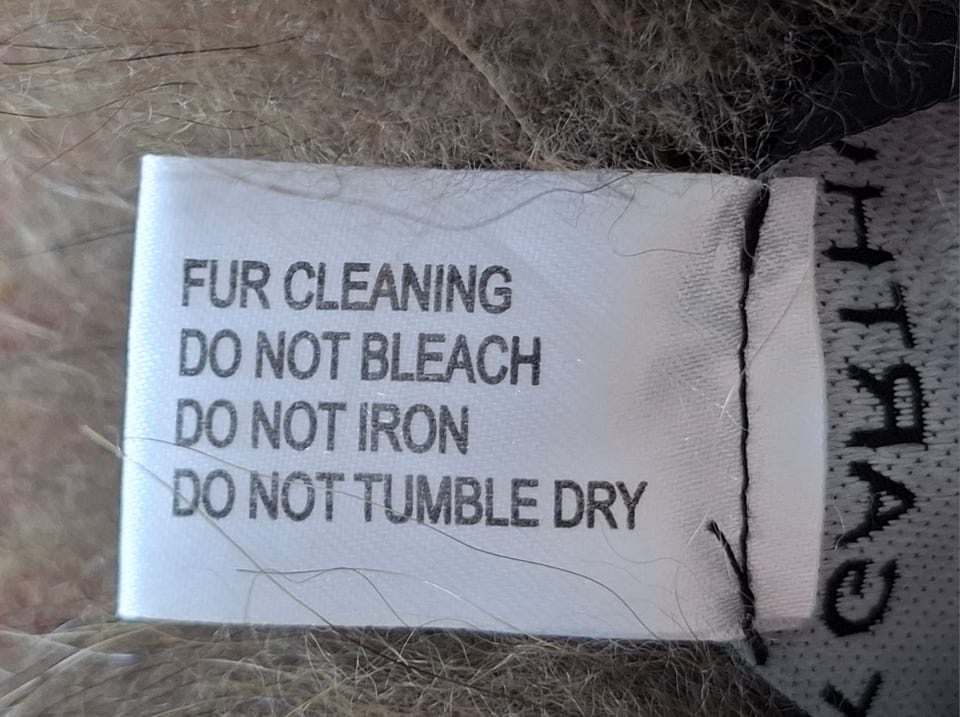 FUR CLEANING
DO NOT BLEACH
DO NOT IRON
DO NOT TUMBLE DRY